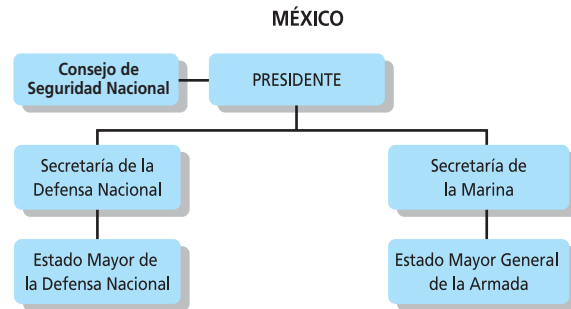 MÉXICO
Consejo de
Seguridad Nacional
PRESIDENTE
Secretaría de la
Defensa Nacional
Secretaría de
la Marina
Estado Mayor de
la Defensa Nacional
Estado Mayor General
de la Armada